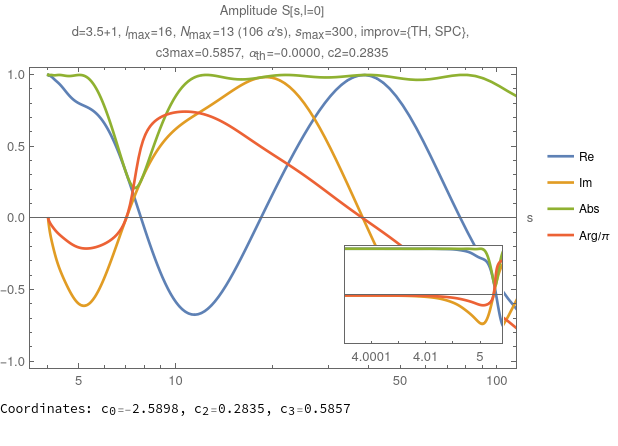 Amplitude S[s,l=0]
d=3.5+1, lmax=16, Nmax=13 (106 α's), smax=300, improv={TH, SPC},
c3max=0.5857, αth=-0.0000, c2=0.2835
1.0
0.5
0.0
-0.5
-1.0
s
Re
Im
Abs
Arg/π
4.0001 4.01 5
5 10 50 100
Coordinates: c0=-2.5898, c2=0.2835, c3=0.5857